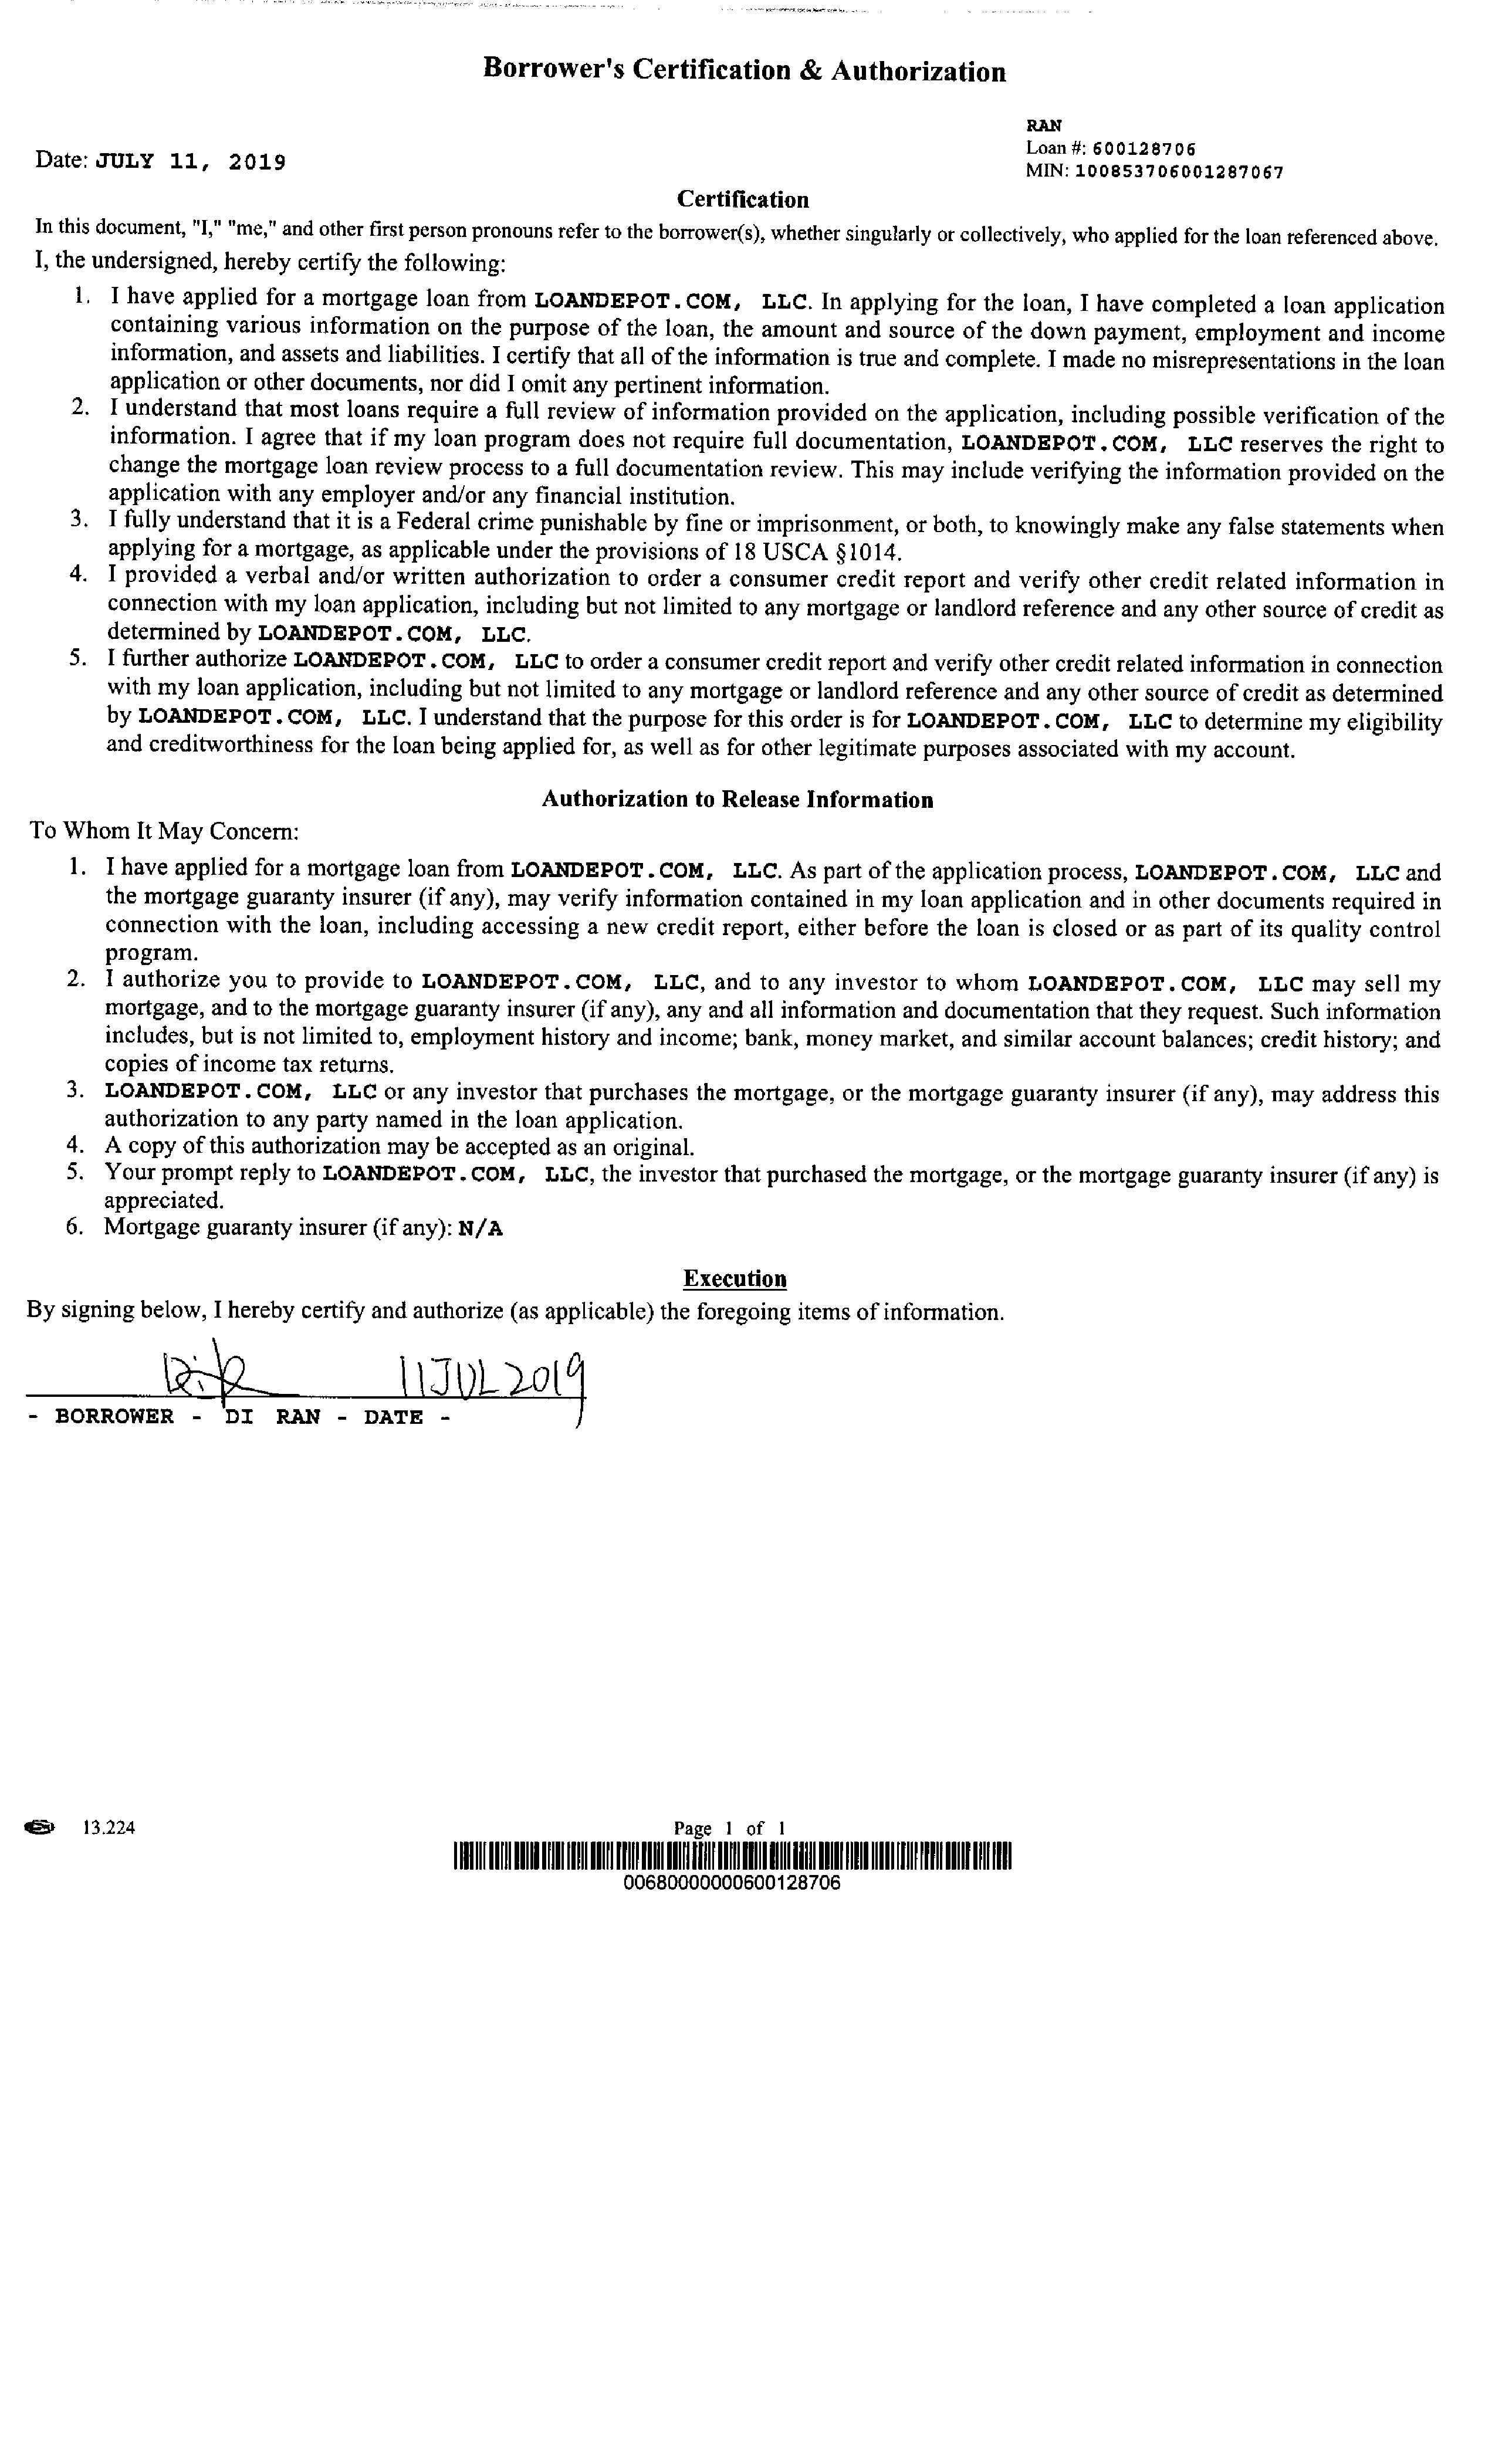 Borrower's Certification & Authorization
RAN
Loan #: 600128706
Date: JULY 11, 2019
MIN: 100853706001287067
Certification
In this document, "I," "me," and other first person pronouns refer to the borrower(s), whether singularly or collectively, who applied for the loan referenced above.
I, the undersigned, hereby certify the following:
1. I have applied for a mortgage loan from LOANDEPOT.COM, LLC. In applying for the loan, I have completed a loan application
containing various information on the purpose of the loan, the amount and source of the down payment, employment and income
information, and assets and liabilities. I certify that all of the information is true and complete. I made no misrepresentations in the loan
application or other documents, nor did I omit any pertinent information.
2. I understand that most loans require a full review of information provided on the application, including possible verification of the
information. I agree that if my loan program does not require full documentation, LOANDEPOT.COM, LLC reserves the right to
change the mortgage loan review process to a full documentation review. This may include verifying the information provided on the
application with any employer and/or any financial institution.
3. I fully understand that it is a Federal crime punishable by fine or imprisonment, or both, to knowingly make any false statements when
applying for a mortgage, as applicable under the provisions of 18 USCA §1014.
4. I provided a verbal and/or written authorization to order a consumer credit report and verify other credit related information in
connection with my loan application, including but not limited to any mortgage or landlord reference and any other source of credit as
determined by LOANDEPOT.COM, LLC.
5. I further authorize LOANDEPOT.COM, LLC to order a consumer credit report and verify other credit related information in connection
with my loan application, including but not limited to any mortgage or landlord reference and any other source of credit as determined
by LOANDEPOT.COM, LLC. I understand that the purpose for this order is for LOANDEPOT.COM, LLC to determine my eligibility
and creditworthiness for the loan being applied for, as well as for other legitimate purposes associated with my account.
Authorization to Release Information
To Whom It May Concern:
1. I have applied for a mortgage loan from LOANDEPOT.COM, LLC. As part of the application process, LOANDEPOT.COM, LLC and
the mortgage guaranty insurer (if any), may verify information contained in my loan application and in other documents required in
connection with the loan, including accessing a new credit report, either before the loan is closed or as part of its quality control
program.
2. I authorize you to provide to LOANDEPOT.COM, LLC, and to any investor to whom LOANDEPOT.COM, LLC may sell my
mortgage, and to the mortgage guaranty insurer (if any), any and all information and documentation that they request. Such information
includes, but is not limited to, employment history and income; bank, money market, and similar account balances; credit history; and
copies of income tax returns.
3. LOANDEPOT.COM, LLC or any investor that purchases the mortgage, or the mortgage guaranty insurer (if any), may address this
authorization to any party named in the loan application.
4. A copy of this authorization may be accepted as an original.
5. Your prompt reply to LOANDEPOT.COM, LLC, the investor that purchased the mortgage, or the mortgage guaranty insurer (if any) is
appreciated.
6. Mortgage guaranty insurer (if any): N/A
Execution
By signing below, I hereby certify and authorize (as applicable) the foregoing items of information.
11JUL2019
- BORROWER - DI RAN - DATE -
13.224
Page 1 of 1
00680000000600128706